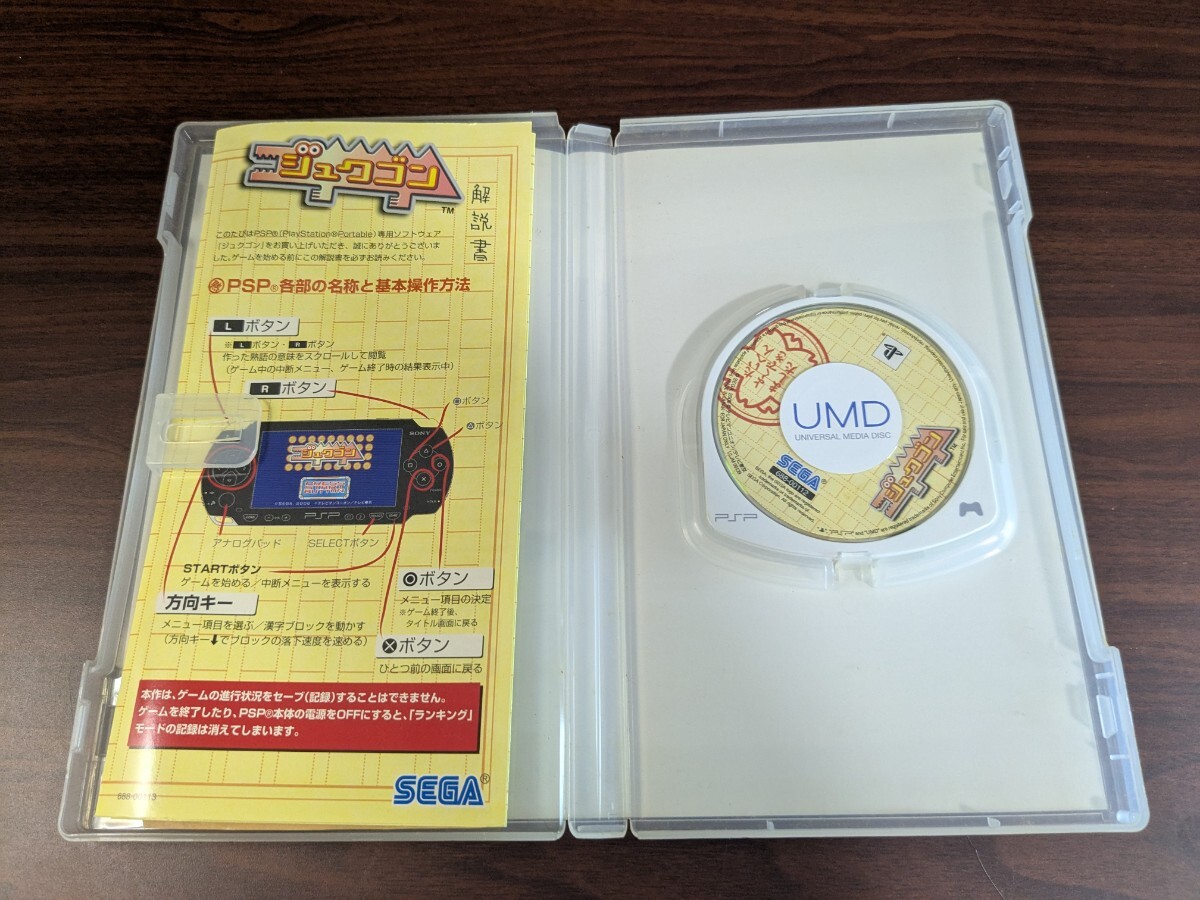 ジュクゴン
TM
解説書
このたびはPSP®(PlayStation®Portable)専用ソフトウェア
『ジュクゴン』をお買い上げいただき、誠にありがとうございま
した。ゲームを始める前にこの解説書を必ずお読みください。
PSP®各部の名称と基本操作方法
L ボタン
※ L ボタン・ R ボタン
作った熟語の意味をスクロールして閲覧
(ゲーム中の中断メニュー、ゲーム終了時の結果表示中)
R ボタン
ボタン
ボタン
SONY
ジュクゴン
PSP
アナログパッド
SELECTボタン
STARTボタン
ゲームを始める/中断メニューを表示する
方向キー
メニュー項目を選ぶ/漢字ブロックを動かす
(方向キー⬇でブロックの落下速度を速める)
ボタン
メニュー項目の決定
※ゲーム終了後、
タイトル画面に戻る
ボタン
ひとつ前の画面に戻る
本作は、ゲームの進行状況をセーブ(記録)することはできません。
ゲームを終了したり、PSP®本体の電源をOFFにすると、「ランキング」
モードの記録は消えてしまいます。
688-00113
SEGA®
UMD
UNIVERSAL MEDIA DISC
SEGA
688-00112
ジュクゴン
PSP